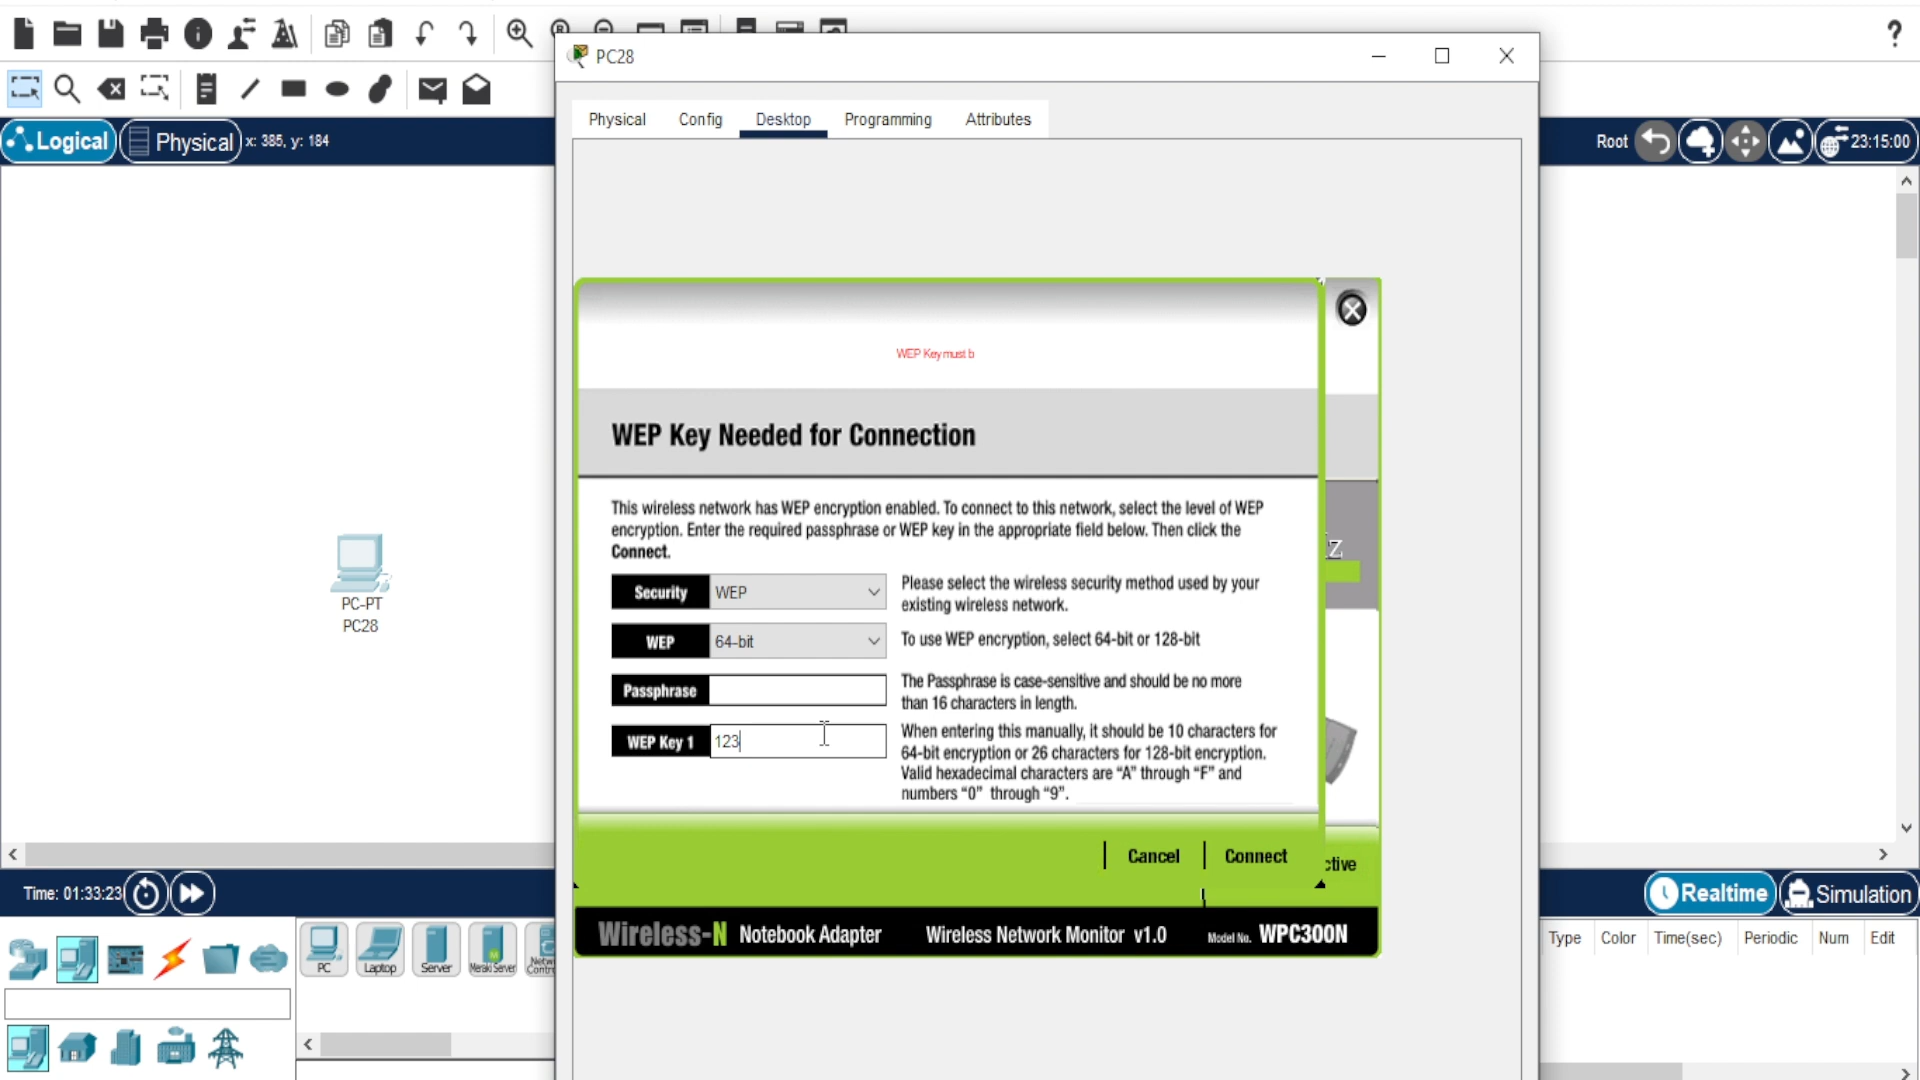 PC28
Physical Config Desktop Programming Attributes
Logical
Physical
x: 385, y: 184
Root
23:15:00
WEP Key must b
WEP Key Needed for Connection
This wireless network has WEP encryption enabled. To connect to this network, select the level of WEP
encryption. Enter the required passphrase or WEP key in the appropriate field below. Then click the
Connect.
Security WEP
Please select the wireless security method used by your
existing wireless network.
WEP 64-bit
To use WEP encryption, select 64-bit or 128-bit
Passphrase
The Passphrase is case-sensitive and should be no more
than 16 characters in length.
WEP Key 1 123
When entering this manually, it should be 10 characters for
64-bit encryption or 26 characters for 128-bit encryption.
Valid hexadecimal characters are “A” through “F” and
numbers “0” through “9”.
Cancel Connect
ctive
Wireless-N Notebook Adapter Wireless Network Monitor v1.0 Model No. WPC300N
PC-PT
PC28
Time: 01:33:23
Realtime
Simulation
PC Laptop Server Meraki Server
Type Color Time(sec) Periodic Num Edit